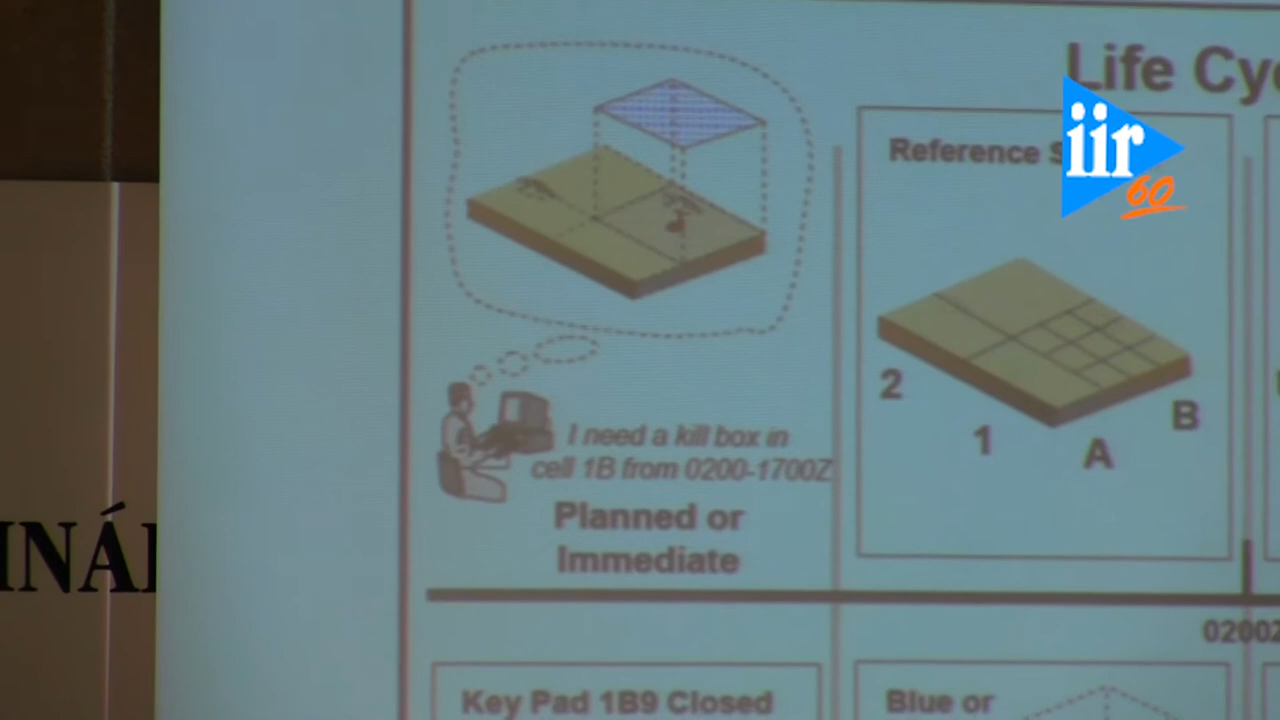 Life Cy
Reference
iir
60
2
1
A
B
I need a kill box in
cell 1B from 0200-1700Z
Planned or
Immediate
0200Z
Key Pad 1B9 Closed
Blue or
INÁ